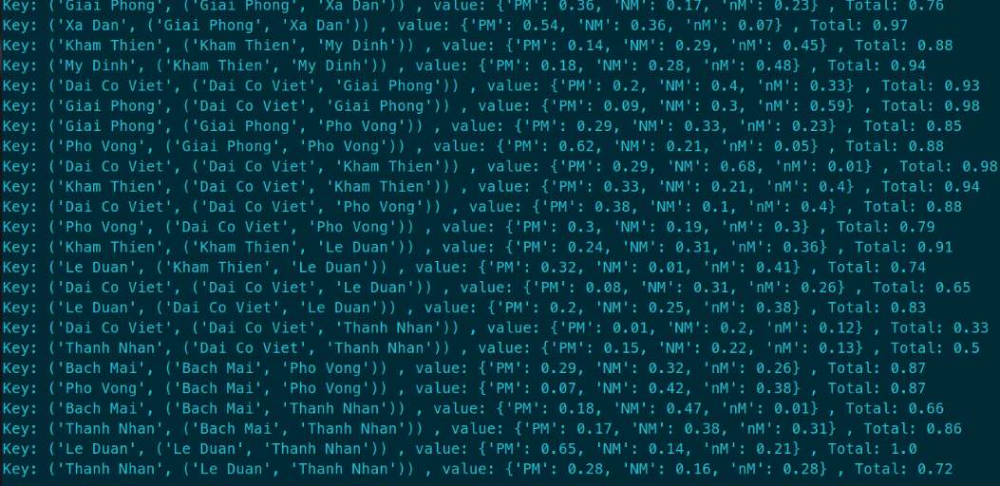 Key: ('Giai Phong', ('Giai Phong', 'Xa Dan')) , value: {'PM': 0.36, 'NM': 0.17, 'nM': 0.23} , Total: 0.76
Key: ('Xa Dan', ('Giai Phong', 'Xa Dan')) , value: {'PM': 0.54, 'NM': 0.36, 'nM': 0.07} , Total: 0.97
Key: ('Kham Thien', ('Kham Thien', 'My Dinh')) , value: {'PM': 0.14, 'NM': 0.29, 'nM': 0.45} , Total: 0.88
Key: ('My Dinh', ('Kham Thien', 'My Dinh')) , value: {'PM': 0.18, 'NM': 0.28, 'nM': 0.48} , Total: 0.94
Key: ('Dai Co Viet', ('Dai Co Viet', 'Giai Phong')) , value: {'PM': 0.2, 'NM': 0.4, 'nM': 0.33} , Total: 0.93
Key: ('Giai Phong', ('Dai Co Viet', 'Giai Phong')) , value: {'PM': 0.09, 'NM': 0.3, 'nM': 0.59} , Total: 0.98
Key: ('Giai Phong', ('Giai Phong', 'Pho Vong')) , value: {'PM': 0.29, 'NM': 0.33, 'nM': 0.23} , Total: 0.85
Key: ('Pho Vong', ('Giai Phong', 'Pho Vong')) , value: {'PM': 0.62, 'NM': 0.21, 'nM': 0.05} , Total: 0.88
Key: ('Dai Co Viet', ('Dai Co Viet', 'Kham Thien')) , value: {'PM': 0.29, 'NM': 0.68, 'nM': 0.01} , Total: 0.98
Key: ('Kham Thien', ('Dai Co Viet', 'Kham Thien')) , value: {'PM': 0.33, 'NM': 0.21, 'nM': 0.4} , Total: 0.94
Key: ('Dai Co Viet', ('Dai Co Viet', 'Pho Vong')) , value: {'PM': 0.38, 'NM': 0.1, 'nM': 0.4} , Total: 0.88
Key: ('Pho Vong', ('Dai Co Viet', 'Pho Vong')) , value: {'PM': 0.3, 'NM': 0.19, 'nM': 0.3} , Total: 0.79
Key: ('Kham Thien', ('Kham Thien', 'Le Duan')) , value: {'PM': 0.24, 'NM': 0.31, 'nM': 0.36} , Total: 0.91
Key: ('Le Duan', ('Kham Thien', 'Le Duan')) , value: {'PM': 0.32, 'NM': 0.01, 'nM': 0.41} , Total: 0.74
Key: ('Dai Co Viet', ('Dai Co Viet', 'Le Duan')) , value: {'PM': 0.08, 'NM': 0.31, 'nM': 0.26} , Total: 0.65
Key: ('Le Duan', ('Dai Co Viet', 'Le Duan')) , value: {'PM': 0.2, 'NM': 0.25, 'nM': 0.38} , Total: 0.83
Key: ('Dai Co Viet', ('Dai Co Viet', 'Thanh Nhan')) , value: {'PM': 0.01, 'NM': 0.2, 'nM': 0.12} , Total: 0.33
Key: ('Thanh Nhan', ('Dai Co Viet', 'Thanh Nhan')) , value: {'PM': 0.15, 'NM': 0.22, 'nM': 0.13} , Total: 0.5
Key: ('Bach Mai', ('Bach Mai', 'Pho Vong')) , value: {'PM': 0.29, 'NM': 0.32, 'nM': 0.26} , Total: 0.87
Key: ('Pho Vong', ('Bach Mai', 'Pho Vong')) , value: {'PM': 0.07, 'NM': 0.42, 'nM': 0.38} , Total: 0.87
Key: ('Bach Mai', ('Bach Mai', 'Thanh Nhan')) , value: {'PM': 0.18, 'NM': 0.47, 'nM': 0.01} , Total: 0.66
Key: ('Thanh Nhan', ('Bach Mai', 'Thanh Nhan')) , value: {'PM': 0.17, 'NM': 0.38, 'nM': 0.31} , Total: 0.86
Key: ('Le Duan', ('Le Duan', 'Thanh Nhan')) , value: {'PM': 0.65, 'NM': 0.14, 'nM': 0.21} , Total: 1.0
Key: ('Thanh Nhan', ('Le Duan', 'Thanh Nhan')) , value: {'PM': 0.28, 'NM': 0.16, 'nM': 0.28} , Total: 0.72